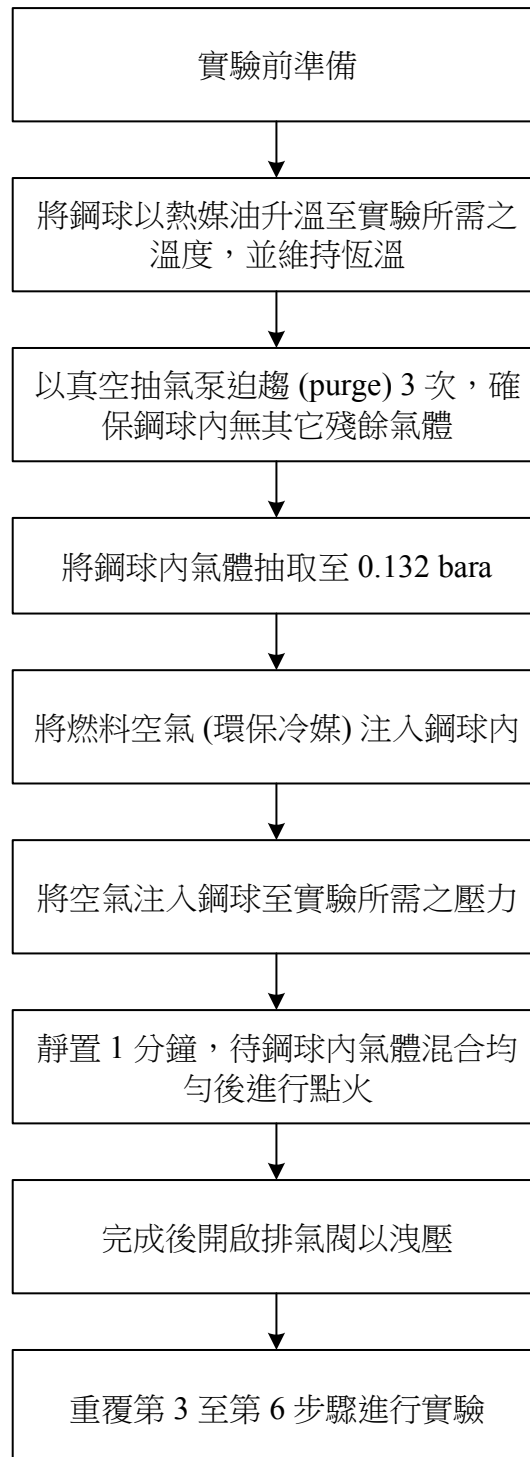 實驗前準備
將鋼球以熱媒油升溫至實驗所需之
溫度，並維持恆溫
以真空抽氣泵迫趨 (purge) 3 次，確
保鋼球內無其它殘餘氣體
將鋼球內氣體抽取至 0.132 bara
將燃料空氣 (環保冷媒) 注入鋼球內
將空氣注入鋼球至實驗所需之壓力
靜置 1 分鐘，待鋼球內氣體混合均
勻後進行點火
完成後開啟排氣閥以洩壓
重覆第 3 至第 6 步驟進行實驗